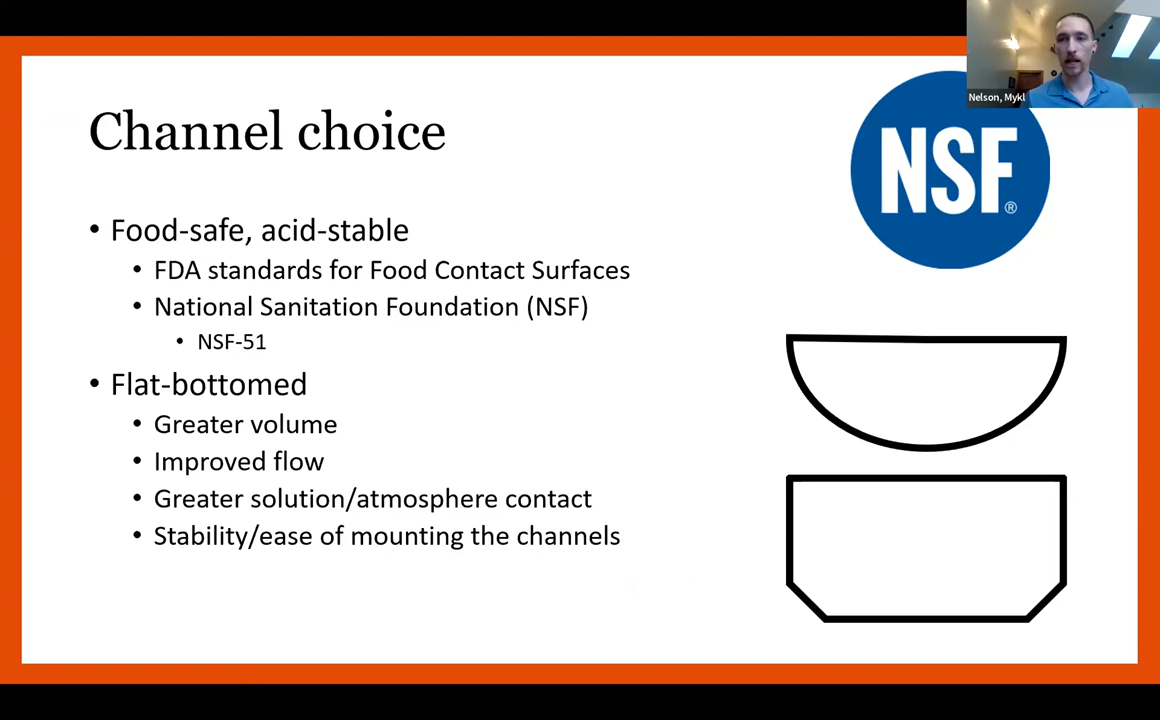 Nelson, Mykl
NSF®
Channel choice
• Food-safe, acid-stable
• FDA standards for Food Contact Surfaces
• National Sanitation Foundation (NSF)
• NSF-51
• Flat-bottomed
• Greater volume
• Improved flow
• Greater solution/atmosphere contact
• Stability/ease of mounting the channels